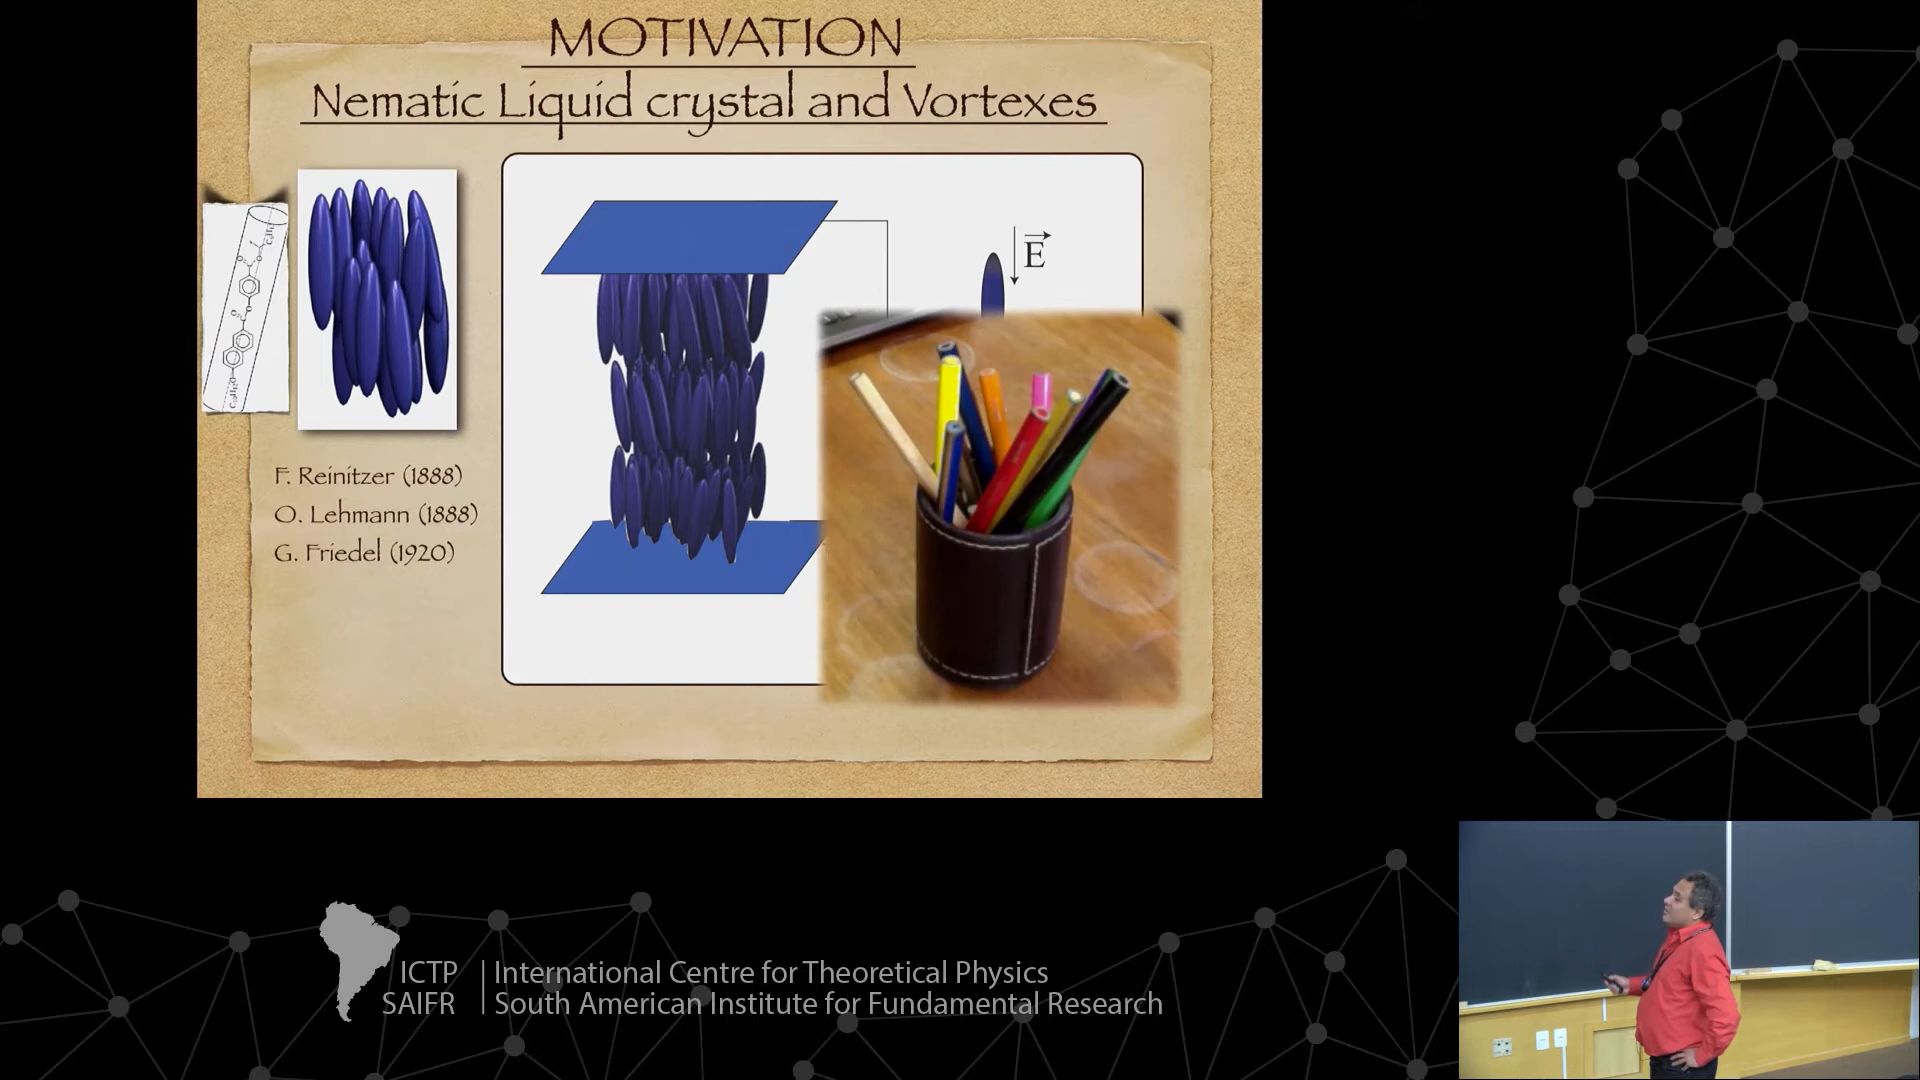 MOTIVATION
Nematic Liquid crystal and Vortexes
E
F. Reinitzer (1888)
O. Lehmann (1888)
G. Friedel (1920)
ICTP
SAIFR
International Centre for Theoretical Physics
South American Institute for Fundamental Research